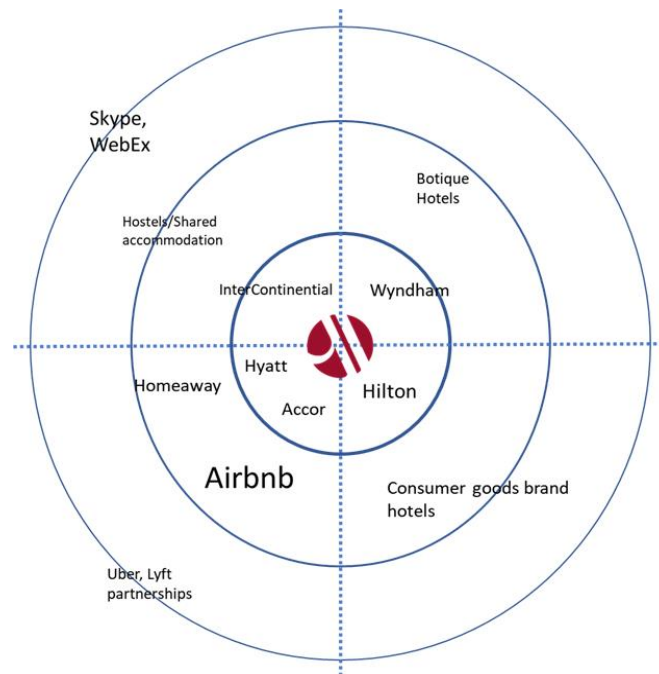 Skype,
WebEx
Botique
Hotels
Hostels/Shared
accommodation
InterContinental
Wyndham
Hyatt
Homeaway
Hilton
Accor
Airbnb
Consumer goods brand
hotels
Uber, Lyft
partnerships